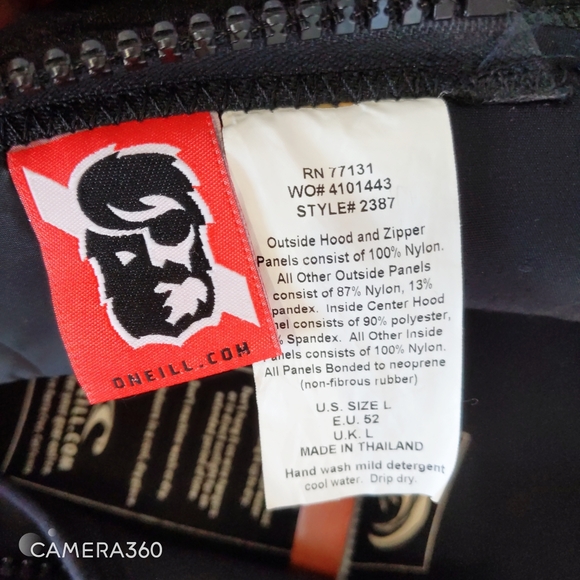 RN 77131
WO# 4101443
STYLE# 2387
Outside Hood and Zipper
Panels consist of 100% Nylon.
All Other Outside Panels
consist of 87% Nylon, 13%
pandex. Inside Center Hood
nel consists of 90% polyester,
% Spandex. All Other Inside
nels consists of 100% Nylon.
All Panels Bonded to neoprene
(non-fibrous rubber)
U.S. SIZE L
E.U. 52
U.K. L
MADE IN THAILAND
Hand wash mild detergent
cool water. Drip dry.
ONEILL.COM
ILL.COM
CAMERA360